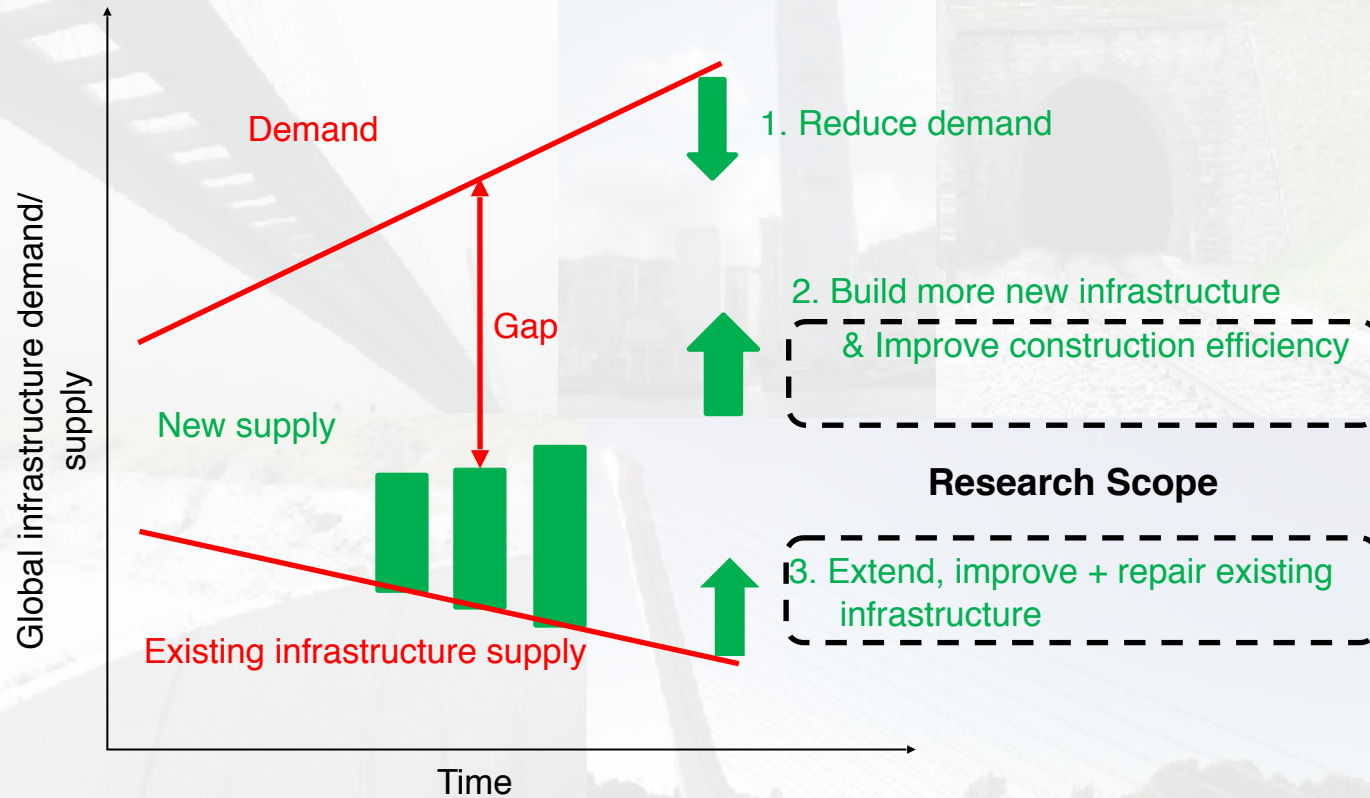 Global infrastructure demand/
supply
Demand
1. Reduce demand
2. Build more new infrastructure
& Improve construction efficiency
Gap
New supply
Research Scope
3. Extend, improve + repair existing
infrastructure
Existing infrastructure supply
Time